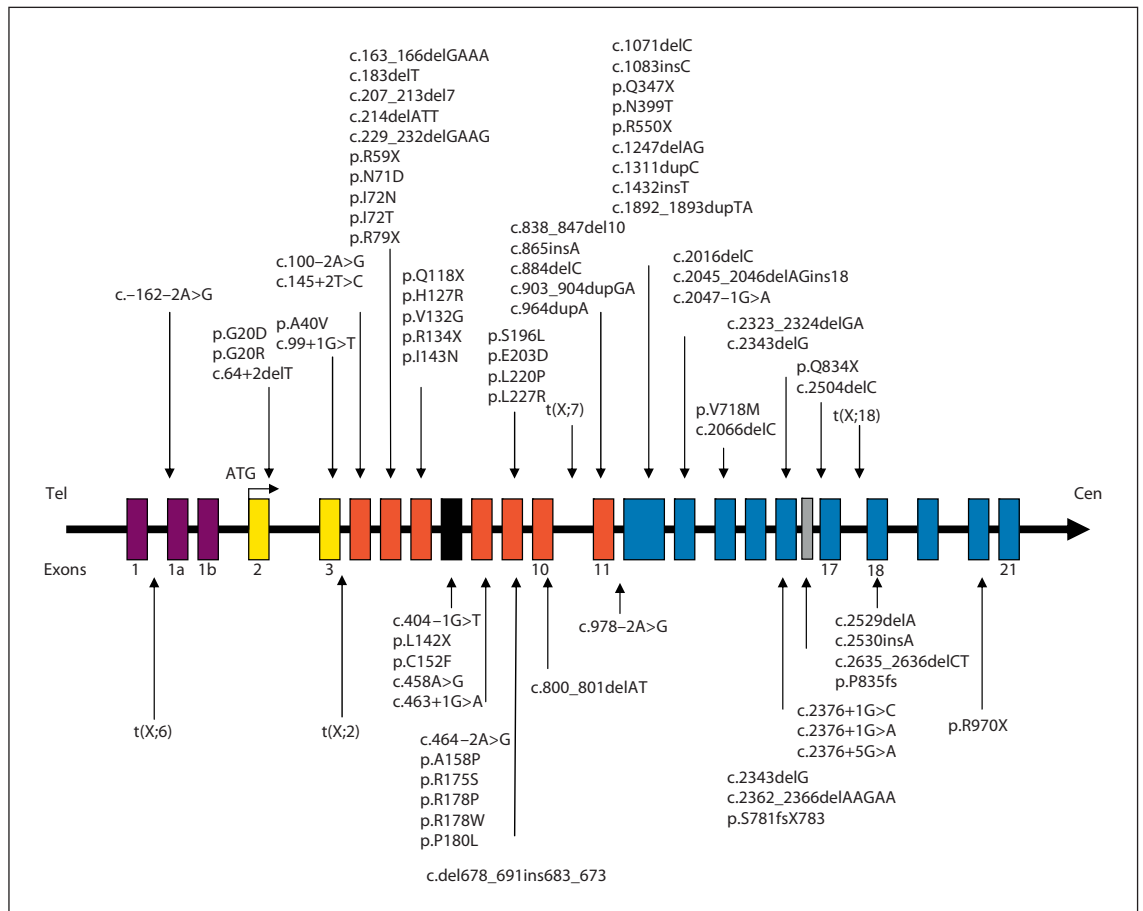 c.163_166delGAAA
c.183delT
c.207_213del7
c.214delATT
c.229_232delGAAG
p.R59X
p.N71D
p.I72N
p.I72T
p.R79X
c.1071delC
c.1083insC
p.Q347X
p.N399T
p.R550X
c.1247delAG
c.1311dupC
c.1432insT
c.1892_1893dupTA
c.–162–2A>G
p.G20D
p.G20R
c.64+2delT
c.100–2A>G
c.145+2T>C
p.A40V
c.99+1G>T
p.Q118X
p.H127R
p.V132G
p.R134X
p.I143N
c.838_847del10
c.865insA
c.884delC
c.903_904dupGA
c.964dupA
p.S196L
p.E203D
p.L220P
p.L227R
t(X;7)
c.2016delC
c.2045_2046delAGins18
c.2047–1G>A
p.V718M
c.2066delC
c.2323_2324delGA
c.2343delG
p.Q834X
c.2504delC
t(X;18)
ATG
Tel
Cen
Exons
1
1a
1b
2
3
10
11
17
18
21
t(X;6)
t(X;2)
c.404–1G>T
p.L142X
p.C152F
c.458A>G
c.463+1G>A
c.464–2A>G
p.A158P
p.R175S
p.R178P
p.R178W
p.P180L
c.del678_691ins683_673
c.800_801delAT
c.978–2A>G
c.2343delG
c.2362_2366delAAGAA
p.S781fsX783
c.2376+1G>C
c.2376+1G>A
c.2376+5G>A
c.2529delA
c.2530insA
c.2635_2636delCT
p.P835fs
p.R970X